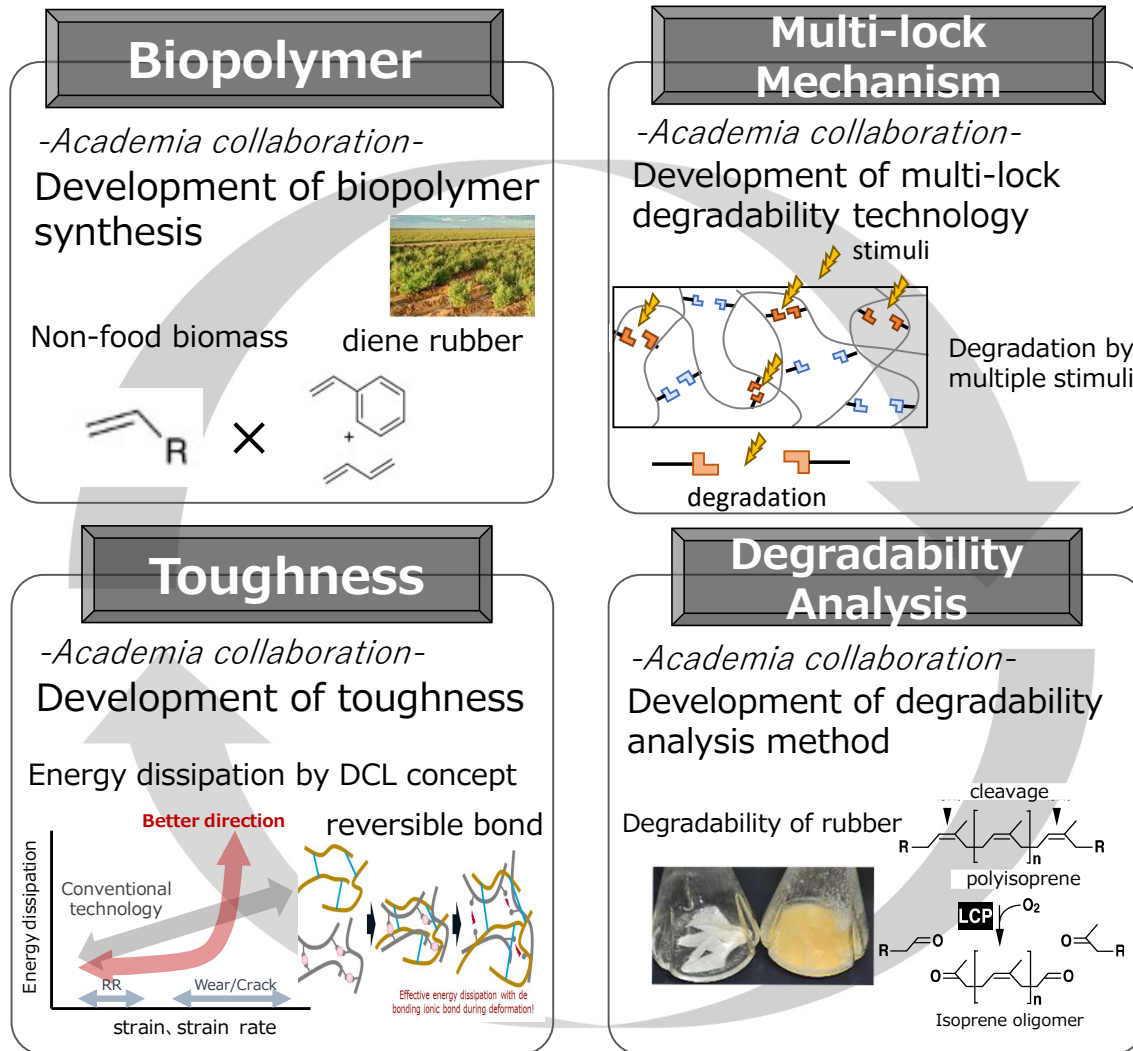 Biopolymer
-Academia collaboration-
Development of biopolymer
synthesis
Non-food biomass
diene rubber
R
×
+
Multi-lock
Mechanism
-Academia collaboration-
Development of multi-lock
degradability technology
stimuli
Degradation by
multiple stimuli
degradation
Toughness
-Academia collaboration-
Development of toughness
Energy dissipation by DCL concept
Better direction
reversible bond
Energy dissipation
Conventional
technology
RR
Wear/Crack
strain、strain rate
Effective energy dissipation with de
bonding ionic bond during deformation!
Degradability
Analysis
-Academia collaboration-
Development of degradability
analysis method
Degradability of rubber
cleavage
R
n
R
polyisoprene
LCP
O2
O
O
O
n
O
Isoprene oligomer